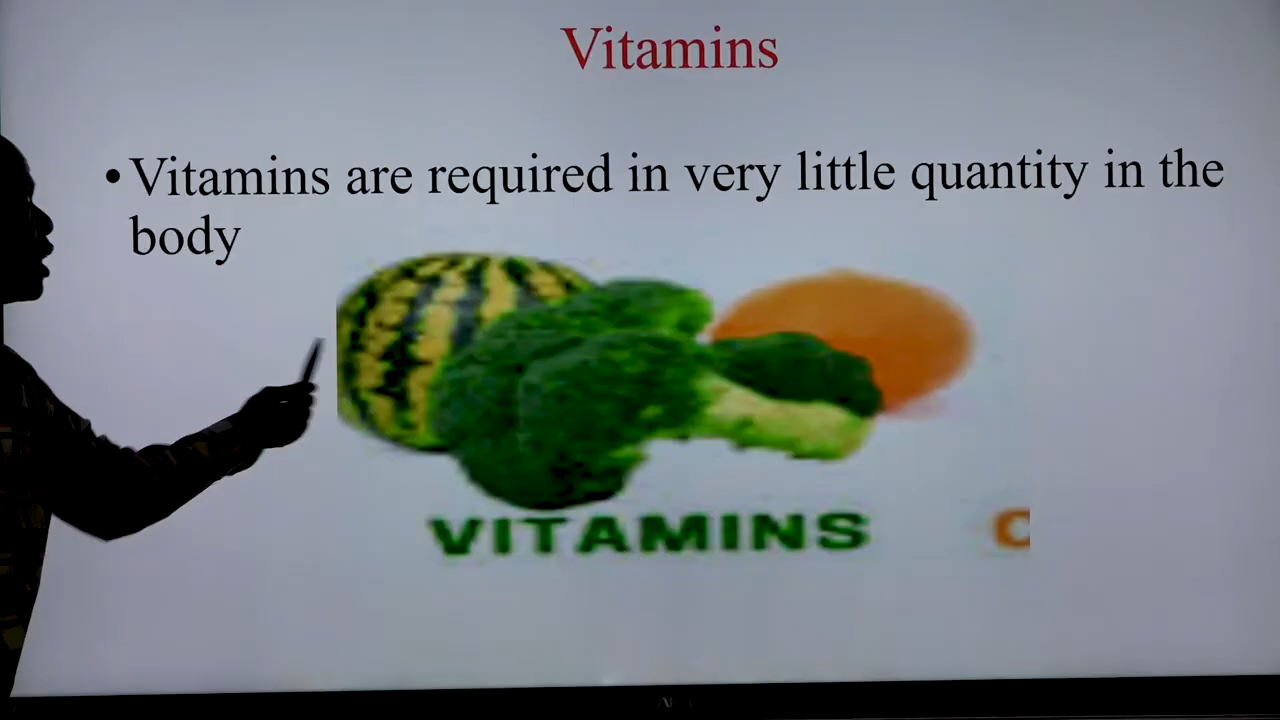 Vitamins
• Vitamins are required in very little quantity in the
body
VITAMINS
C